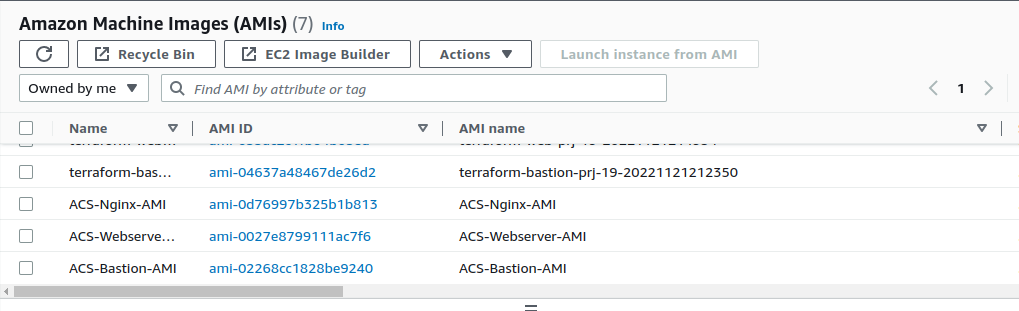 Amazon Machine Images (AMIs) (7) Info
Recycle Bin EC2 Image Builder Actions Launch instance from AMI
Owned by me Find AMI by attribute or tag 1
Name AMI ID AMI name
terraform-bas... ami-04637a48467de26d2 terraform-bastion-prj-19-20221121212350
ACS-Nginx-AMI ami-0d76997b325b1b813 ACS-Nginx-AMI
ACS-Webserve... ami-0027e8799111ac7f6 ACS-Webserver-AMI
ACS-Bastion-AMI ami-02268cc1828be9240 ACS-Bastion-AMI